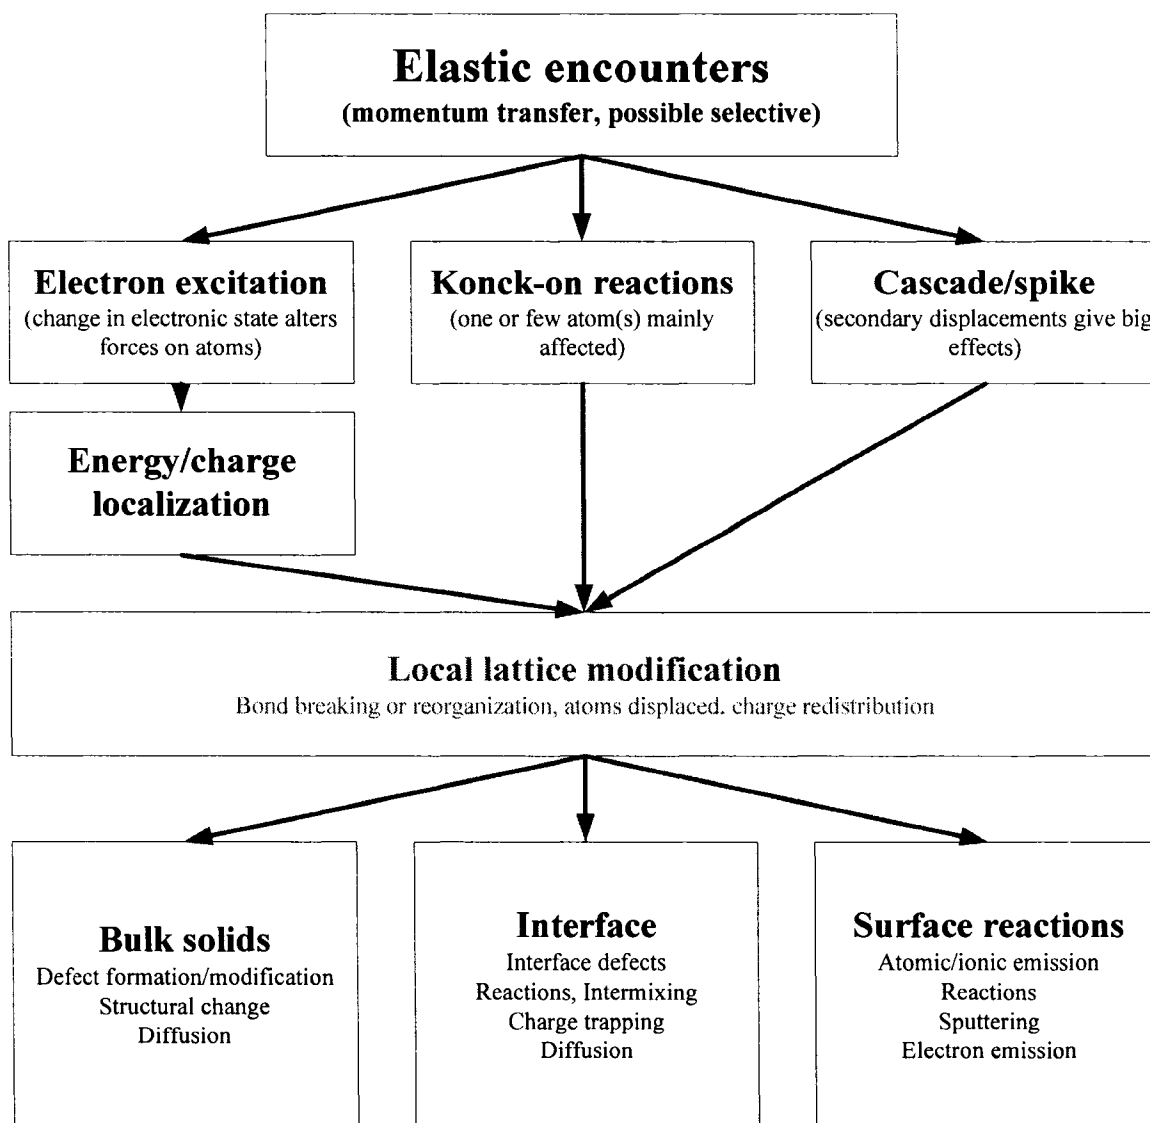 Elastic encounters
(momentum transfer, possible selective)
Electron excitation
(change in electronic state alters
forces on atoms)
Konck-on reactions
(one or few atom(s) mainly
affected)
Cascade/spike
(secondary displacements give big
effects)
Energy/charge
localization
Local lattice modification
Bond breaking or reorganization, atoms displaced. charge redistribution
Bulk solids
Defect formation/modification
Structural change
Diffusion
Interface
Interface defects
Reactions, Intermixing
Charge trapping
Diffusion
Surface reactions
Atomic/ionic emission
Reactions
Sputtering
Electron emission